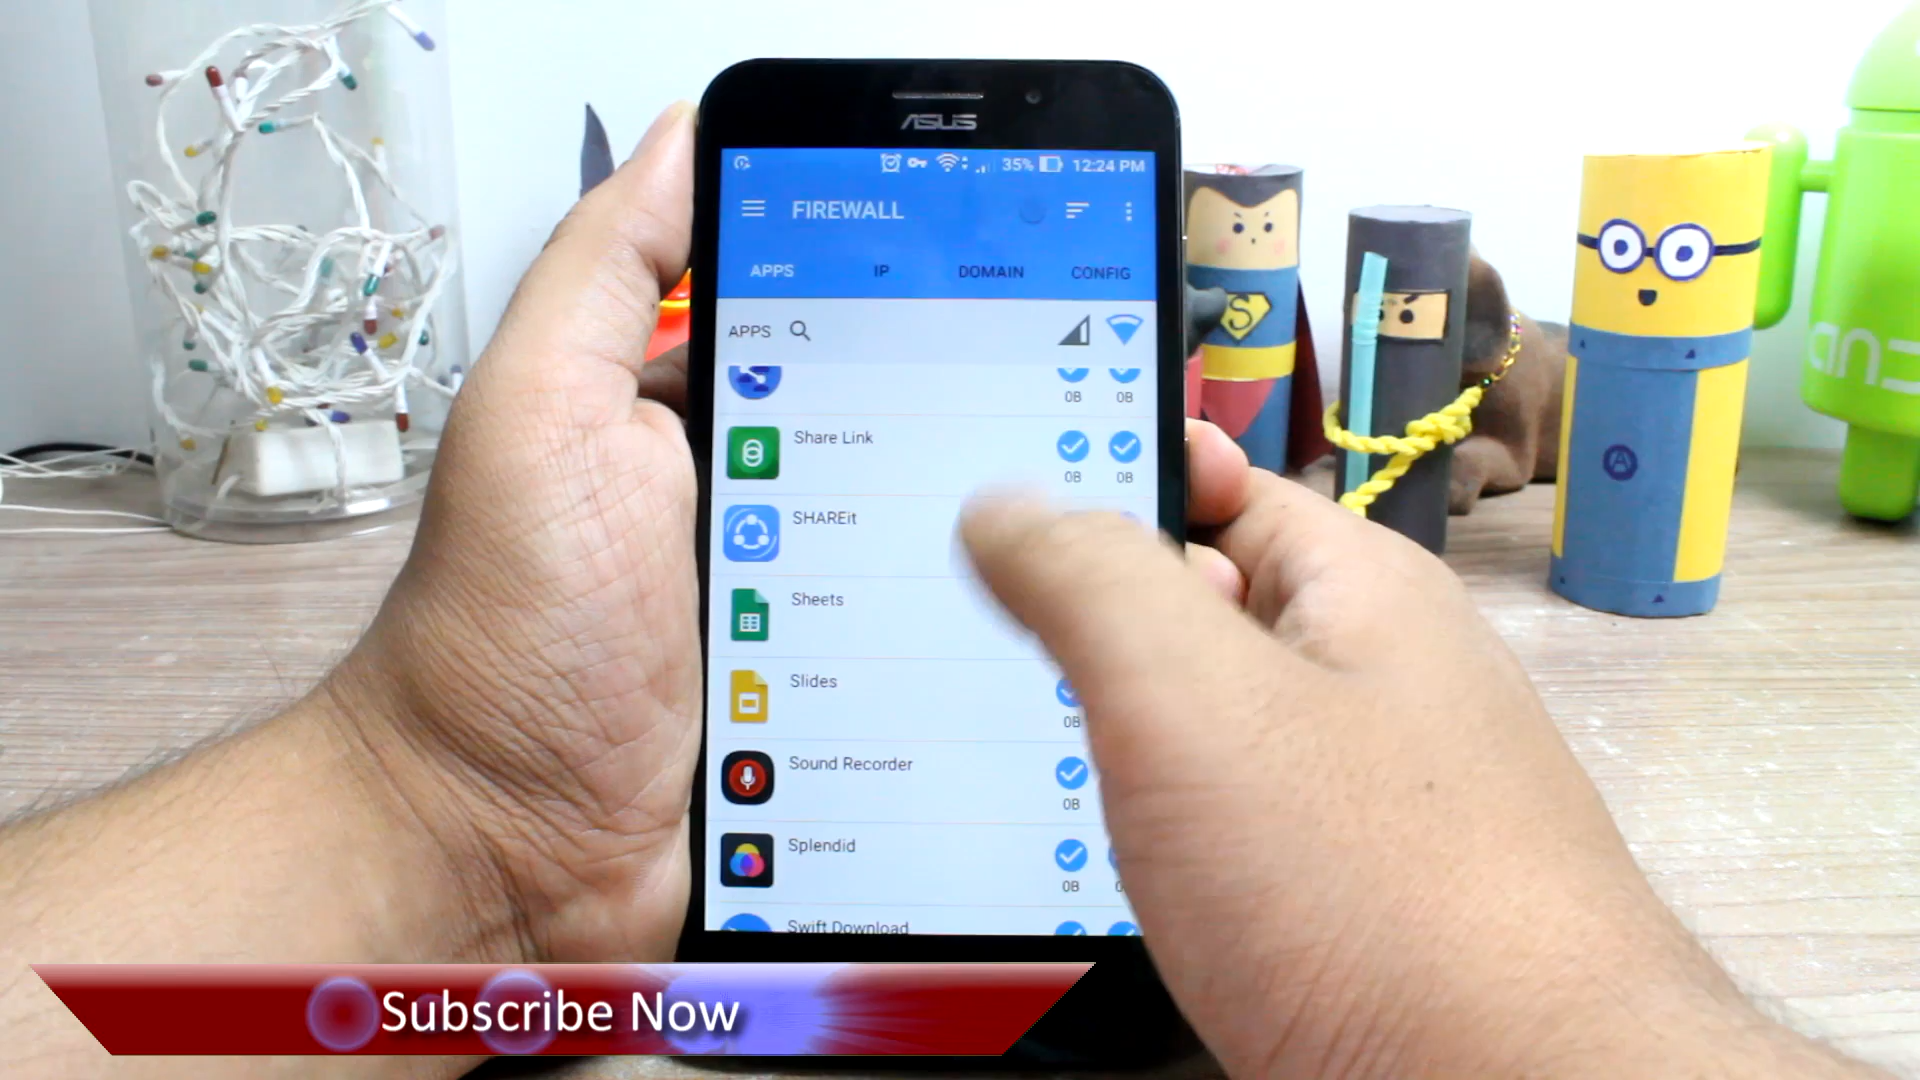 ASUS
35% 12:24 PM
FIREWALL
APPS IP DOMAIN CONFIG
APPS
0B 0B
Share Link
0B 0B
SHAREit
Sheets
Slides
0B
Sound Recorder
0B
Splendid
0B
Swift Download
S
A
Subscribe Now